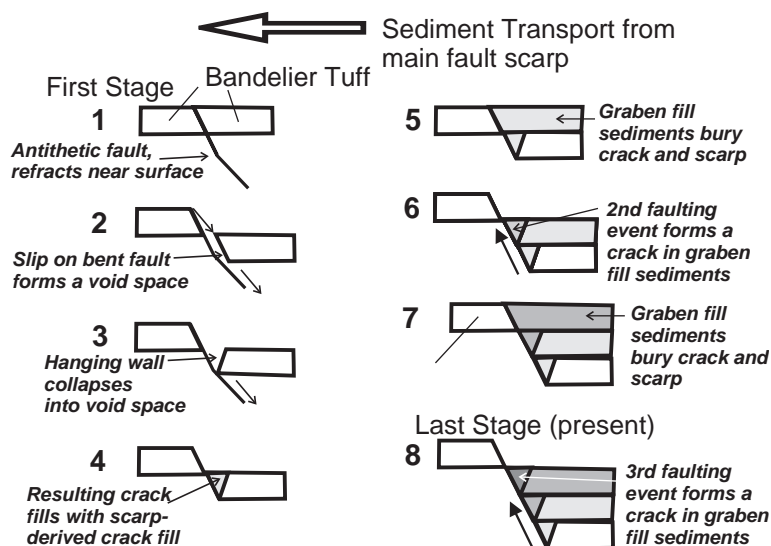 Sediment Transport from
main fault scarp
First Stage
Bandelier Tuff
1
Antithetic fault,
refracts near surface
2
Slip on bent fault
forms a void space
3
Hanging wall
collapses
into void space
4
Resulting crack
fills with scarp-
derived crack fill
5
Graben fill
sediments bury
crack and scarp
6
2nd faulting
event forms a
crack in graben
fill sediments
7
Graben fill
sediments
bury crack and
scarp
Last Stage (present)
8
3rd faulting
event forms a
crack in graben
fill sediments